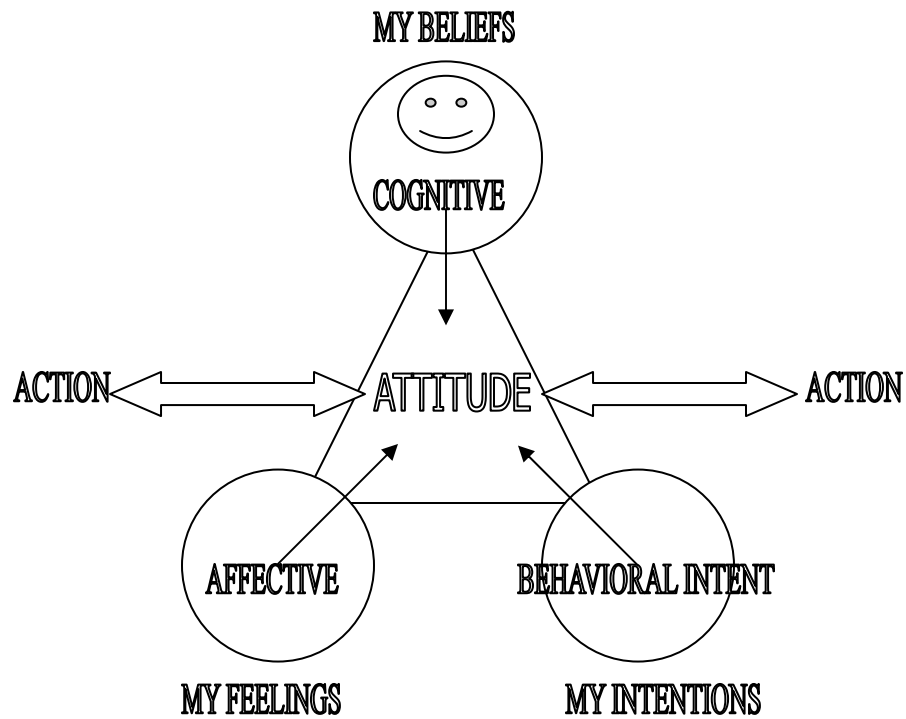 MY BELIEFS
COGNITIVE
ACTION
ATTITUDE
ACTION
AFFECTIVE
BEHAVIORAL INTENT
MY FEELINGS
MY INTENTIONS